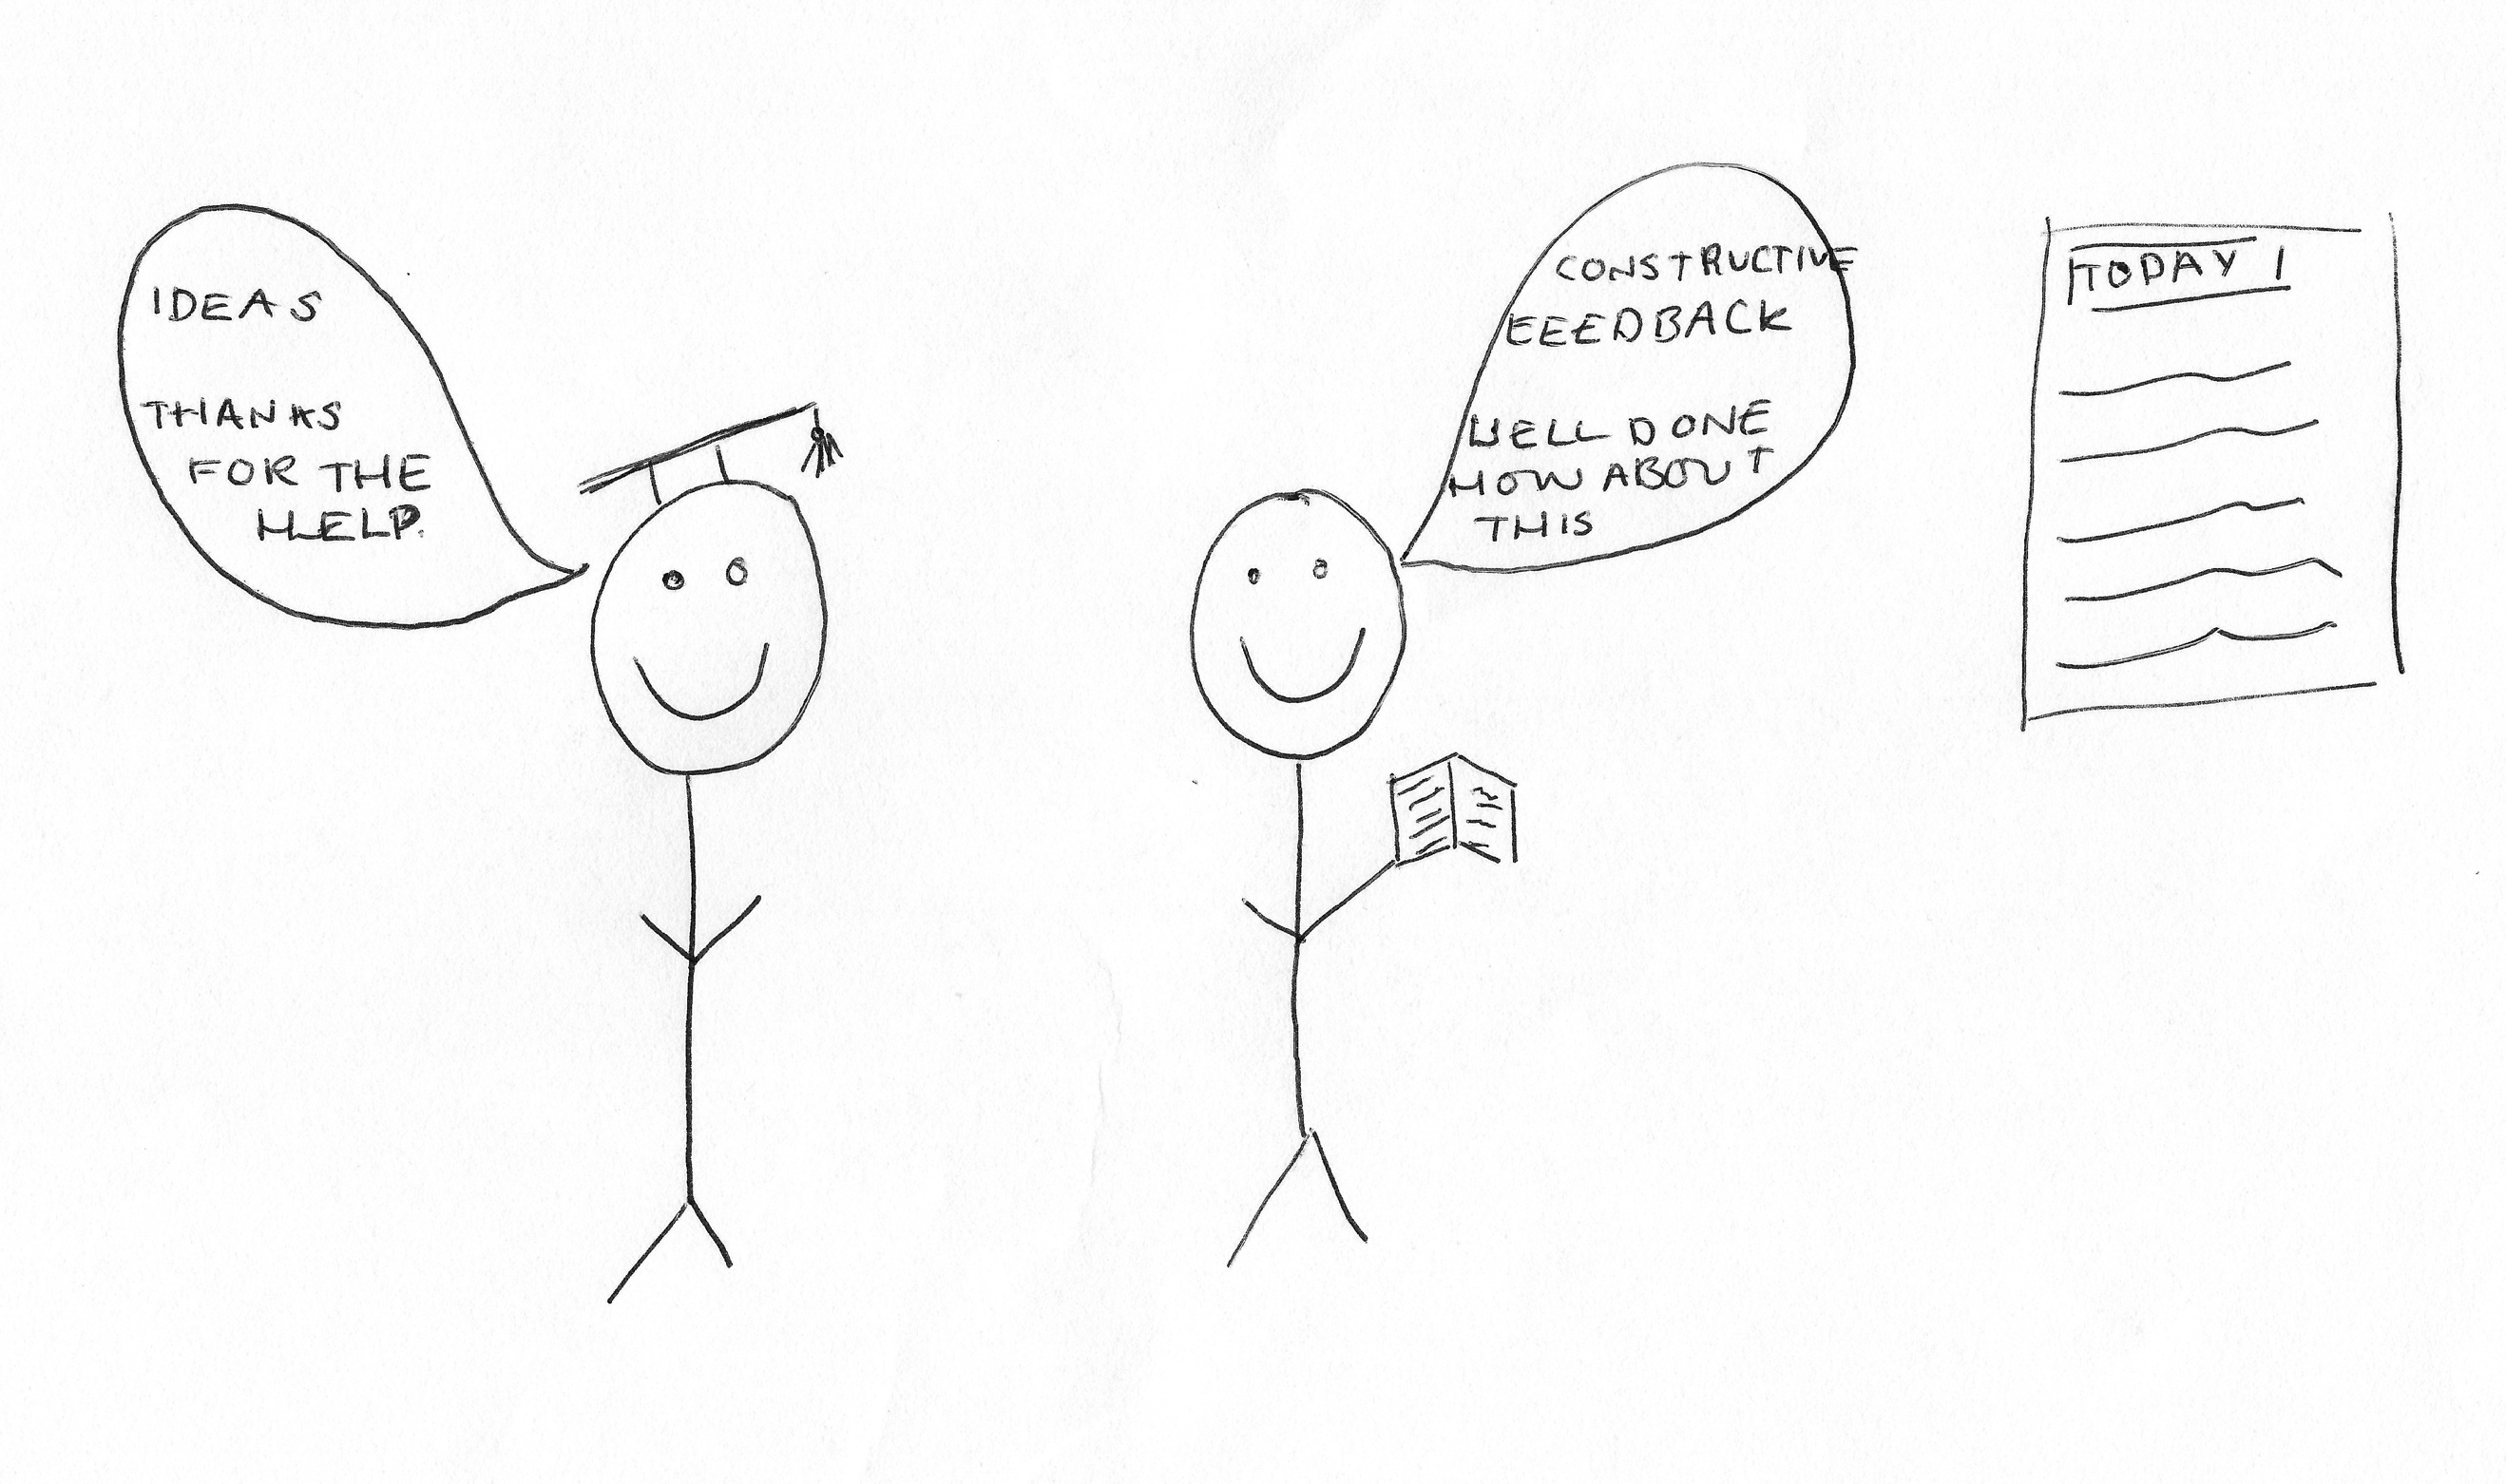 IDEAS
THANKS
FOR THE
HELP.
CONSTRUCTIVE
FEEDBACK
WELL DONE
HOW ABOUT
THIS
TODAY I